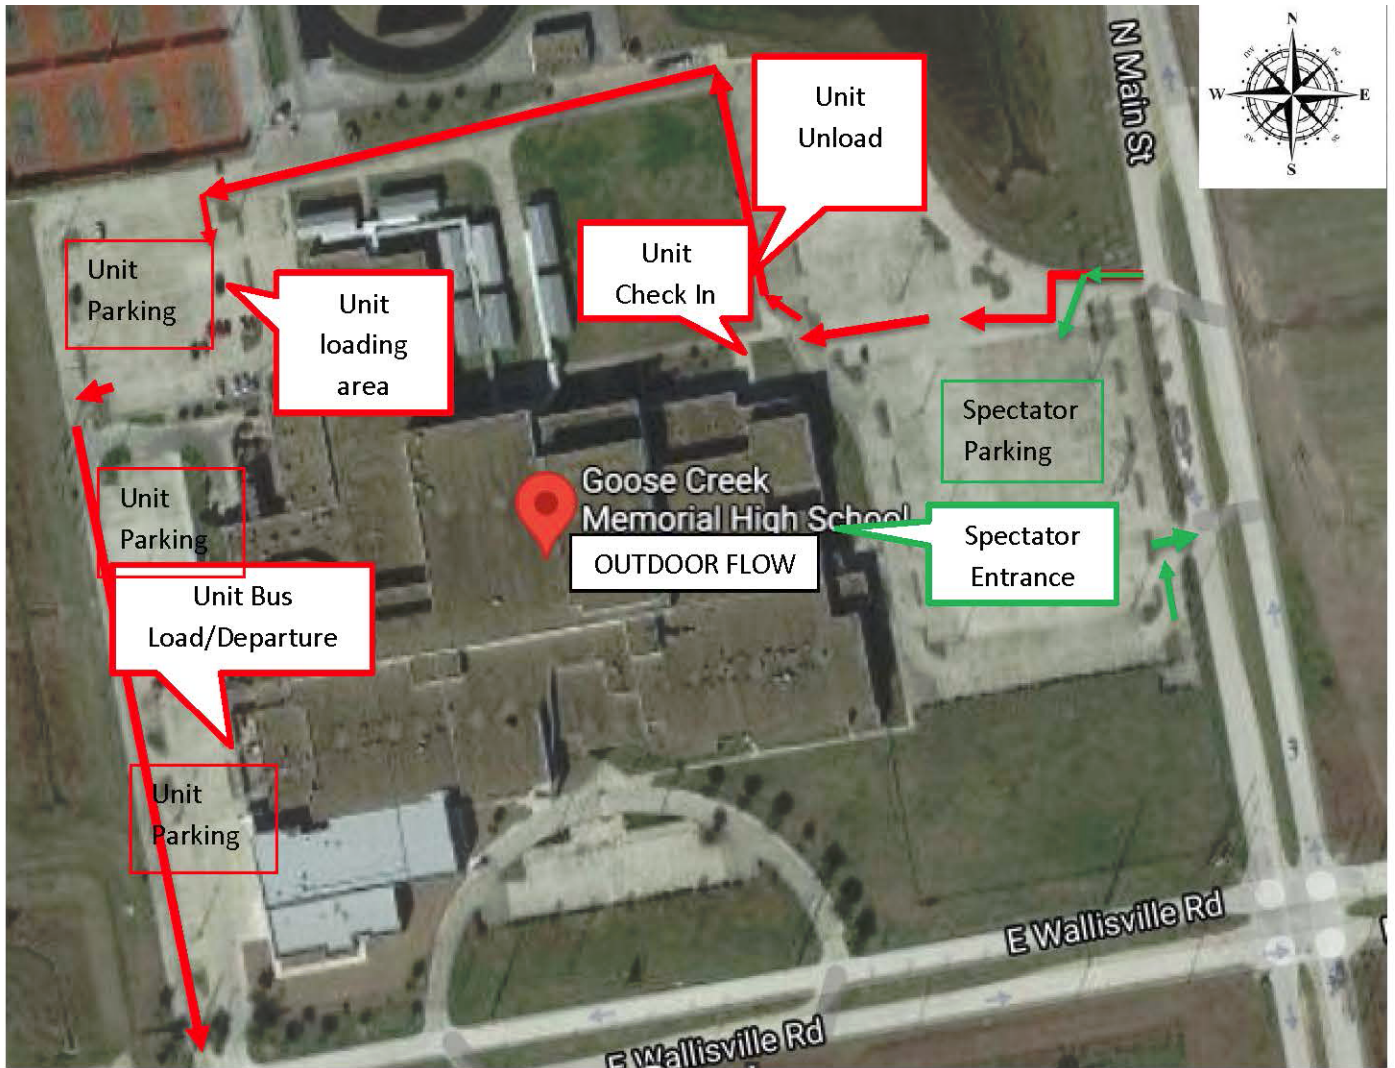 N
W
E
S
N Main St
Unit
Unload
Unit
Check In
Unit
Parking
Unit
loading
area
Spectator
Parking
Goose Creek
Memorial High School
OUTDOOR FLOW
Spectator
Entrance
Unit
Parking
Unit Bus
Load/Departure
Unit
Parking
E Wallisville Rd
E Wallisville Rd